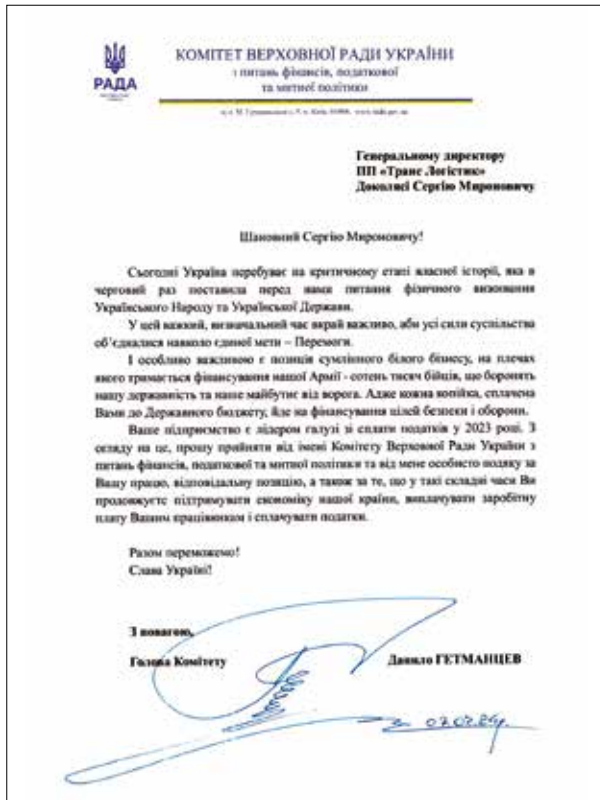 РАДА
КОМІТЕТ ВЕРХОВНОЇ РАДИ УКРАЇНИ
з питань фінансів, податкової
та митної політики
Генеральному директору
ПП «Транс Логістик»
Сергію Мироновичу
Шановний Сергію Мироновичу!
Сьогодні Україна перебуває на критичному етапі власної історії, яка в
черговий раз поставила перед нами питання фізичного виживання
Українського Народу та Української Держави.
У цей важкий, визначальний час вкрай важливо, аби усі сили суспільства
об’єдналися навколо єдиної мети – Перемоги.
І особливо важливою є позиція сумлінного білого бізнесу, на плечах
якого тримається фінансування нашої Армії - сотень тисяч бійців, що боронять
нашу державність та наше майбутнє від ворога. Адже кожна копійка, сплачена
Вами до Державного бюджету, йде на фінансування цілей безпеки і оборони.
Ваше підприємство є лідером галузі зі сплати податків у 2023 році. З
огляду на це, прошу прийняти від імені Комітету Верховної Ради України з
питань фінансів, податкової та митної політики та від мене особисто подяку за
Вашу працю, відповідальну позицію, а також за те, що у такі складні часи Ви
продовжуєте підтримувати економіку нашої країни, виплачувати заробітну
плату Вашим працівникам і сплачувати податки.
Разом переможемо!
Слава Україні!
З повагою,
Голова Комітету
Данило ГЕТМАНЦЕВ